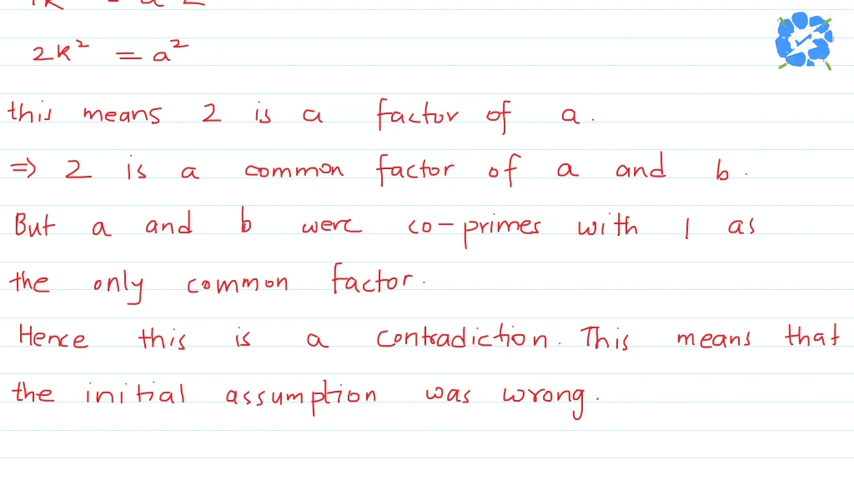 2k² = a²
this means 2 is a factor of a.
⇒ 2 is a common factor of a and b.
But a and b were co-primes with 1 as
the only common factor.
Hence this is a contradiction. This means that
the initial assumption was wrong.